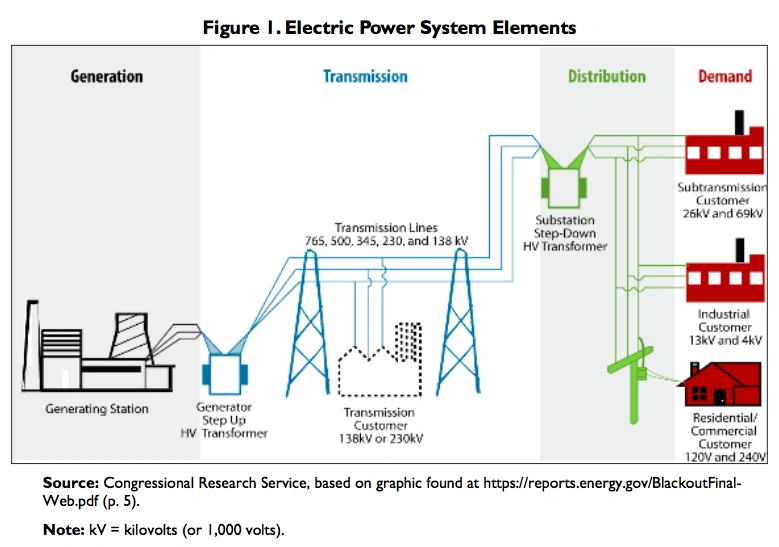 Figure 1. Electric Power System Elements
Generation
Transmission
Distribution
Demand
Transmission Lines
765, 500, 345, 230, and 138 kV
Substation
Step-Down
HV Transformer
Subtransmission
Customer
26kV and 69kV
Industrial
Customer
13kV and 4kV
Generating Station
Generator
Step Up
HV Transformer
Transmission
Customer
138kV or 230kV
Residential/
Commercial
Customer
120V and 240V
Source: Congressional Research Service, based on graphic found at https://reports.energy.gov/BlackoutFinal-
Web.pdf (p. 5).
Note: kV = kilovolts (or 1,000 volts).